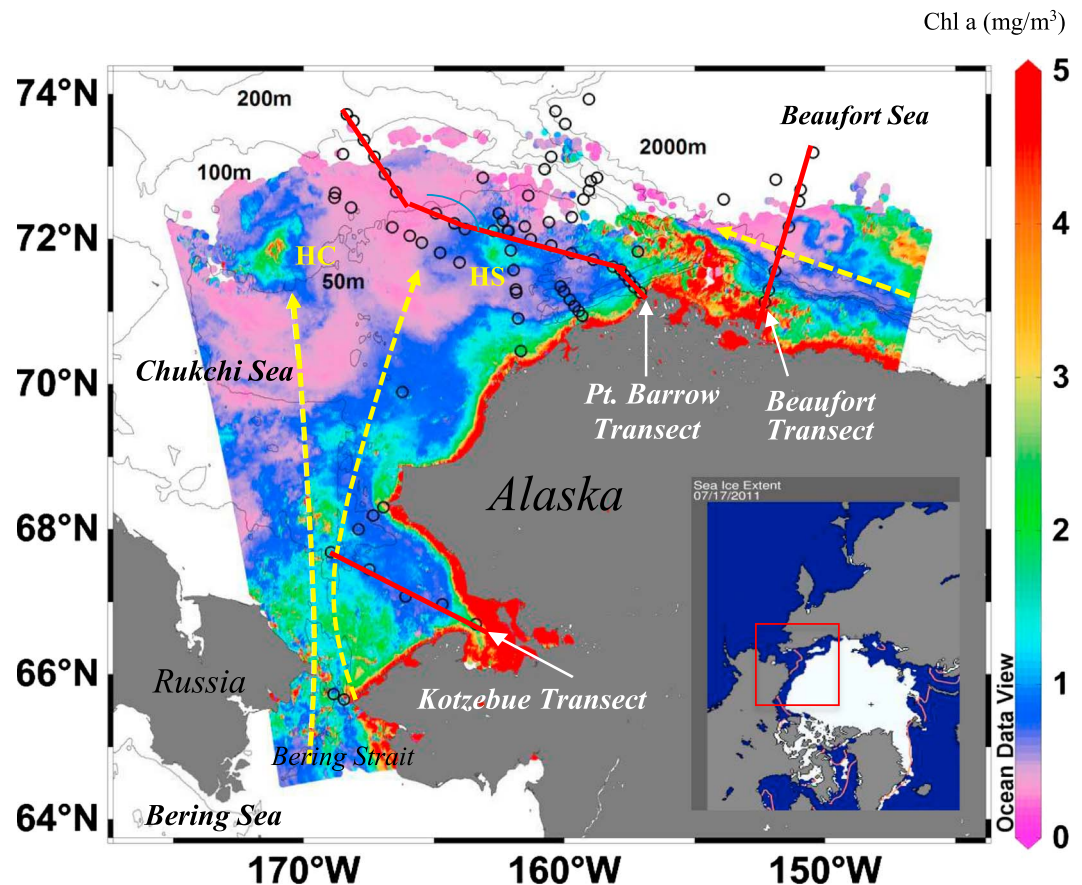 Chl a (mg/m³)
74°N
72°N
70°N
68°N
66°N
64°N
170°W
160°W
150°W
5
4
3
2
1
0
Ocean Data View
200m
100m
50m
2000m
Beaufort Sea
HC
HS
Chukchi Sea
Pt. Barrow
Transect
Beaufort
Transect
Alaska
Sea Ice Extent
07/17/2011
Russia
Kotzebue Transect
Bering Strait
Bering Sea